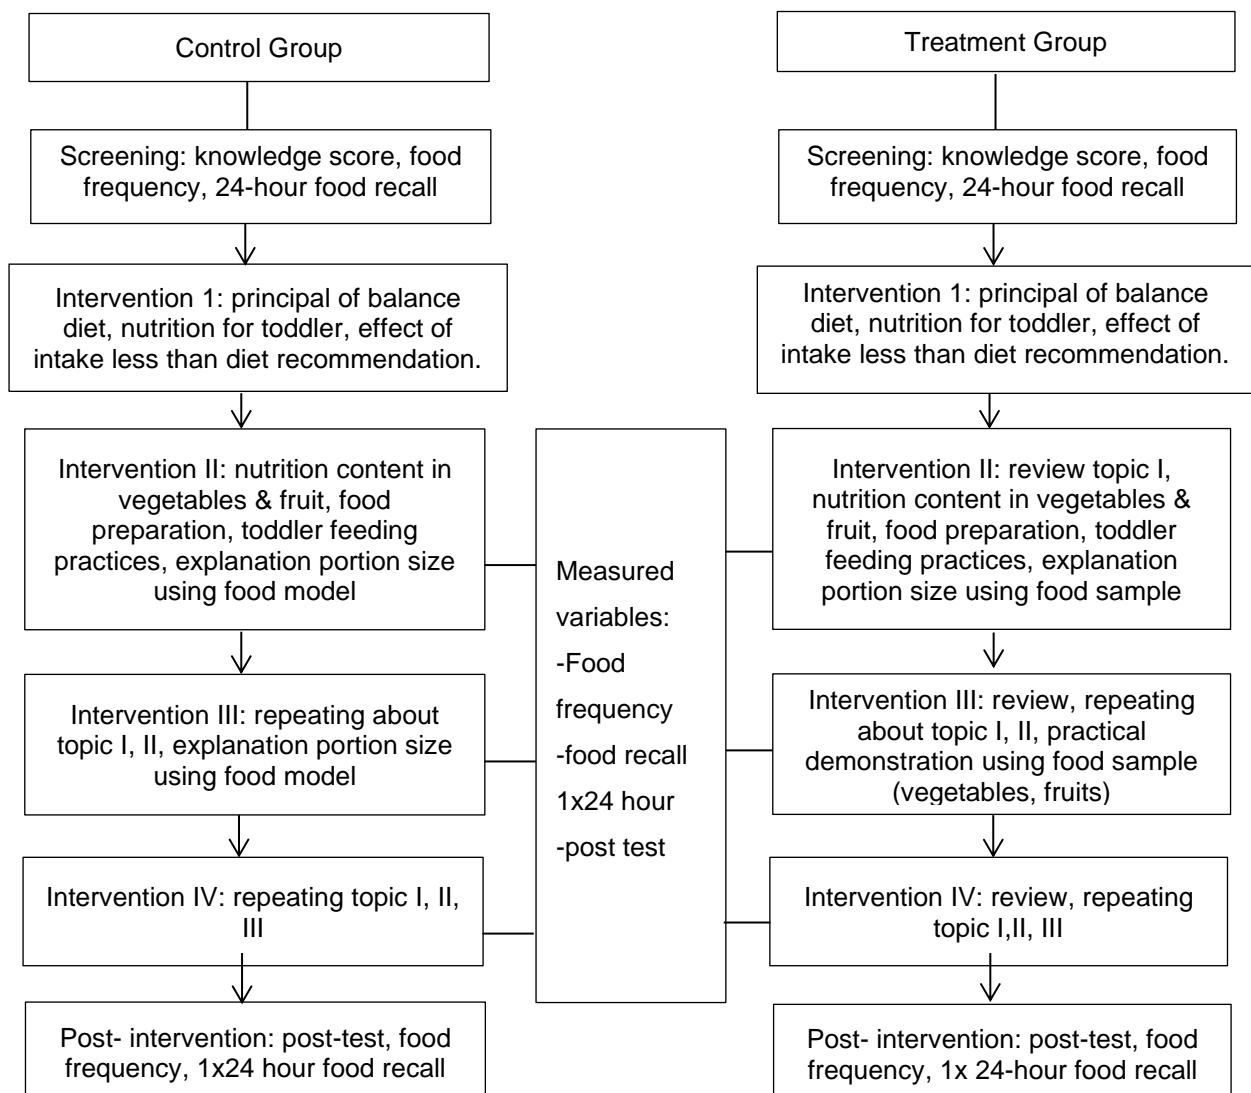 Control Group
Treatment Group
Screening: knowledge score, food
frequency, 24-hour food recall
Screening: knowledge score, food
frequency, 24-hour food recall
Intervention 1: principal of balance
diet, nutrition for toddler, effect of
intake less than diet recommendation.
Intervention 1: principal of balance
diet, nutrition for toddler, effect of
intake less than diet recommendation.
Intervention II: nutrition content in
vegetables & fruit, food
preparation, toddler feeding
practices, explanation portion size
using food model
Measured
variables:
-Food
frequency
-food recall
1x24 hour
-post test
Intervention II: review topic I,
nutrition content in vegetables &
fruit, food preparation, toddler
feeding practices, explanation
portion size using food sample
Intervention III: repeating about
topic I, II, explanation portion size
using food model
Intervention III: review, repeating
about topic I, II, practical
demonstration using food sample
(vegetables, fruits)
Intervention IV: repeating topic I, II,
III
Intervention IV: review, repeating
topic I,II, III
Post- intervention: post-test, food
frequency, 1x24 hour food recall
Post- intervention: post-test, food
frequency, 1x 24-hour food recall